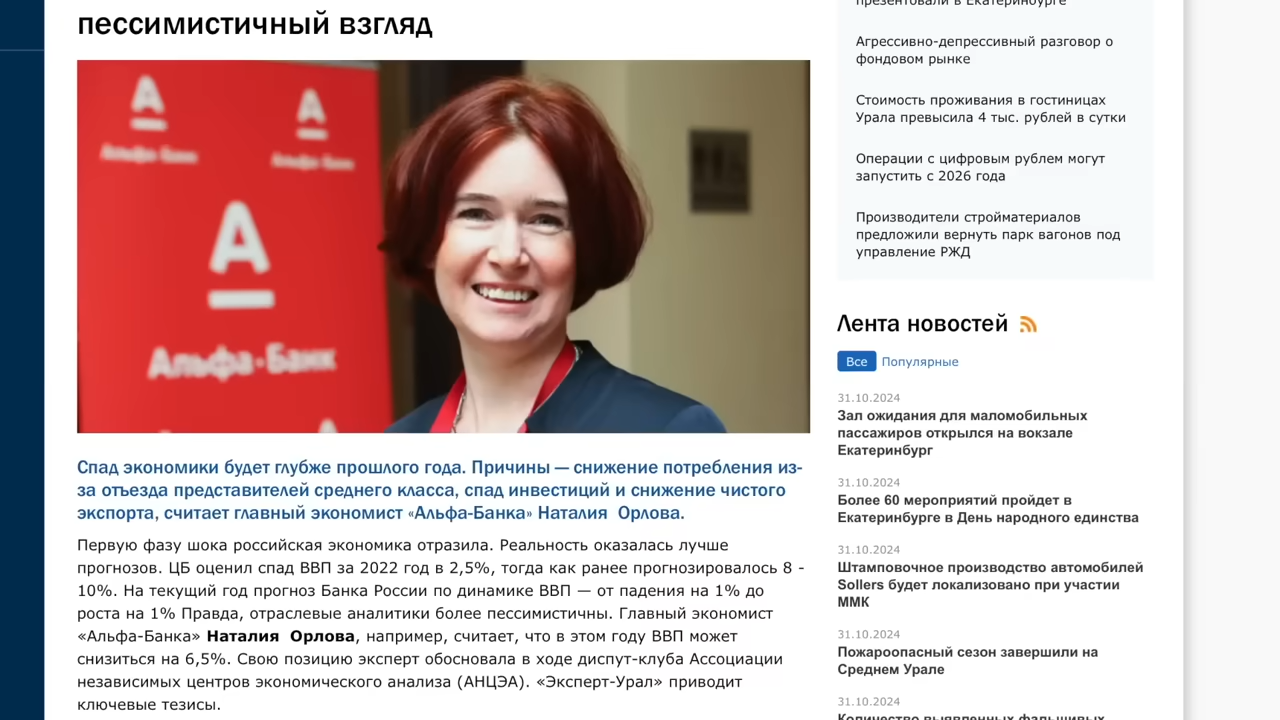 пессимистичный взгляд
Альфа-Банк
Альфа-Банк
А
Альфа-Банк
Спад экономики будет глубже прошлого года. Причины — снижение потребления из-
за отъезда представителей среднего класса, спад инвестиций и снижение чистого
экспорта, считает главный экономист «Альфа-Банка» Наталия Орлова.
Первую фазу шока российская экономика отразила. Реальность оказалась лучше
прогнозов. ЦБ оценил спад ВВП за 2022 год в 2,5%, тогда как ранее прогнозировалось 8 -
10%. На текущий год прогноз Банка России по динамике ВВП — от падения на 1% до
роста на 1% Правда, отраслевые аналитики более пессимистичны. Главный экономист
«Альфа-Банка» Наталия Орлова, например, считает, что в этом году ВВП может
снизиться на 6,5%. Свою позицию эксперт обосновала в ходе диспут-клуба Ассоциации
независимых центров экономического анализа (АНЦЭА). «Эксперт-Урал» приводит
ключевые тезисы.
презентовали в Екатеринбурге
Агрессивно-депрессивный разговор о
фондовом рынке
Стоимость проживания в гостиницах
Урала превысила 4 тыс. рублей в сутки
Операции с цифровым рублем могут
запустить с 2026 года
Производители стройматериалов
предложили вернуть парк вагонов под
управление РЖД
Лента новостей
Все Популярные
31.10.2024
Зал ожидания для маломобильных
пассажиров открылся на вокзале
Екатеринбург
31.10.2024
Более 60 мероприятий пройдет в
Екатеринбурге в День народного единства
31.10.2024
Штамповочное производство автомобилей
Sollers будет локализовано при участии
ММК
31.10.2024
Пожароопасный сезон завершили на
Среднем Урале
31.10.2024
Количество выявленных фальшивых